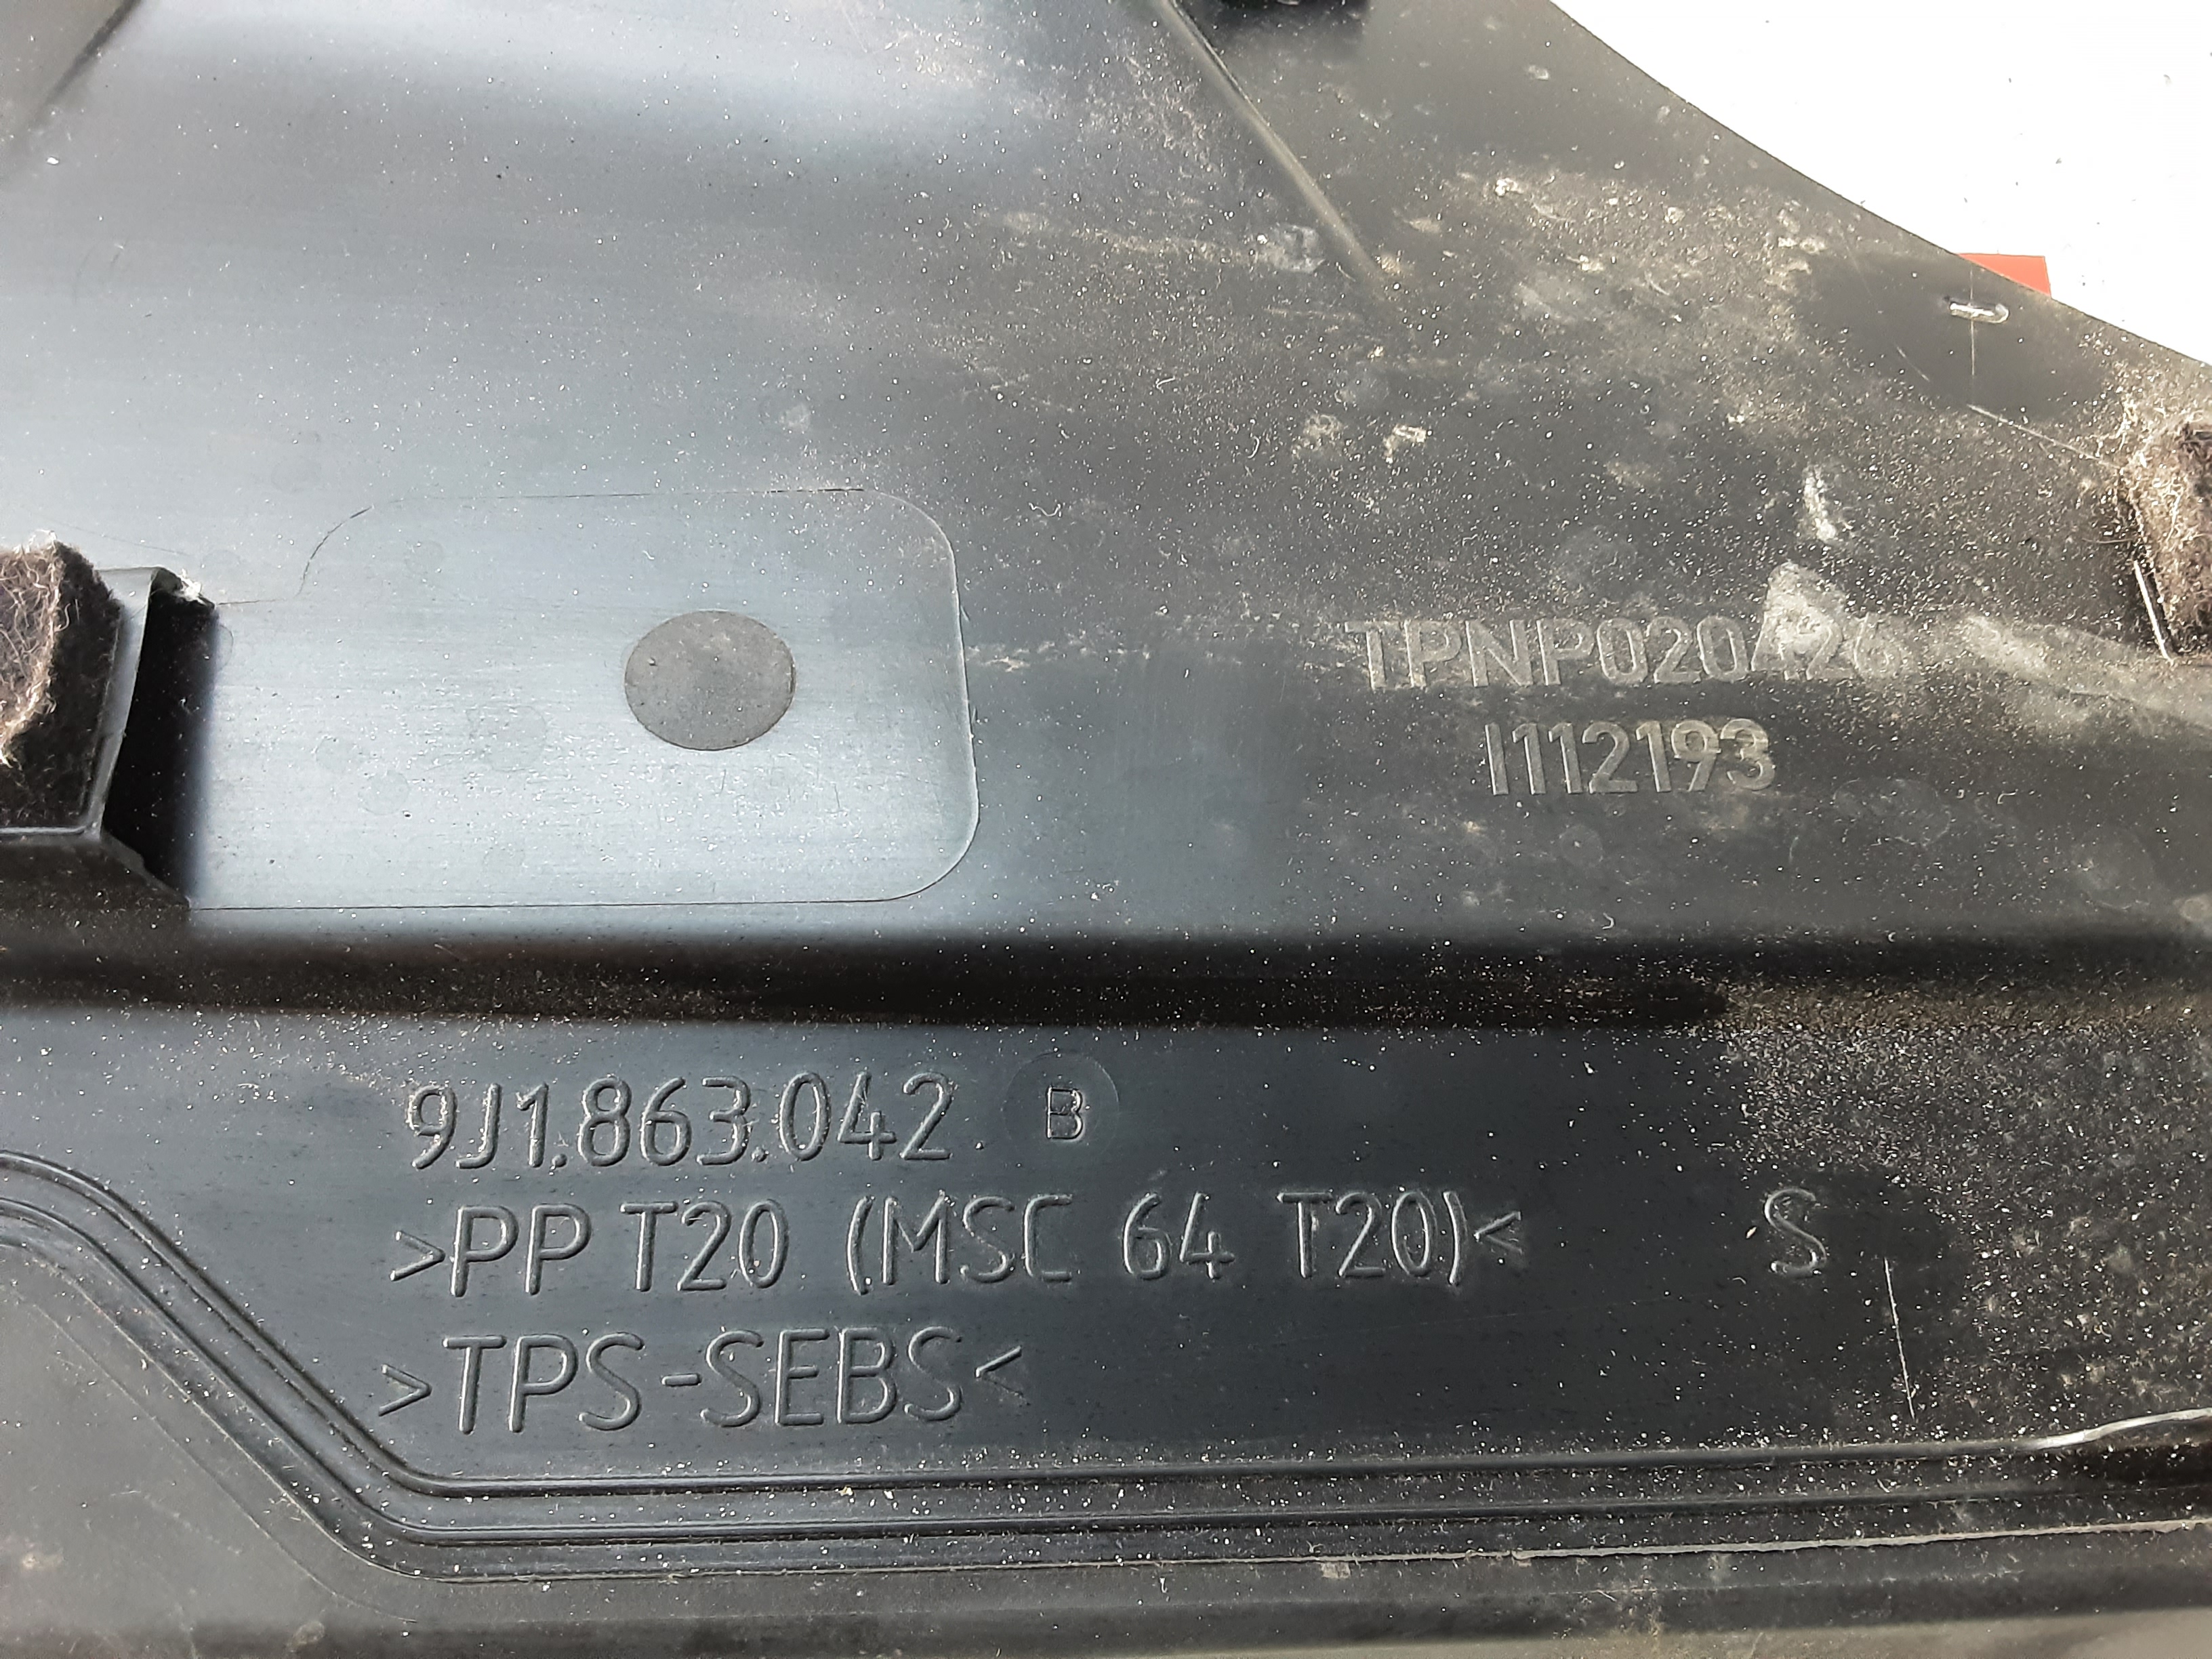 TPNP020426
I112193
9J1.863.042. B
>PP T20 (MSC 64 T20)< S
>TPS-SEBS<